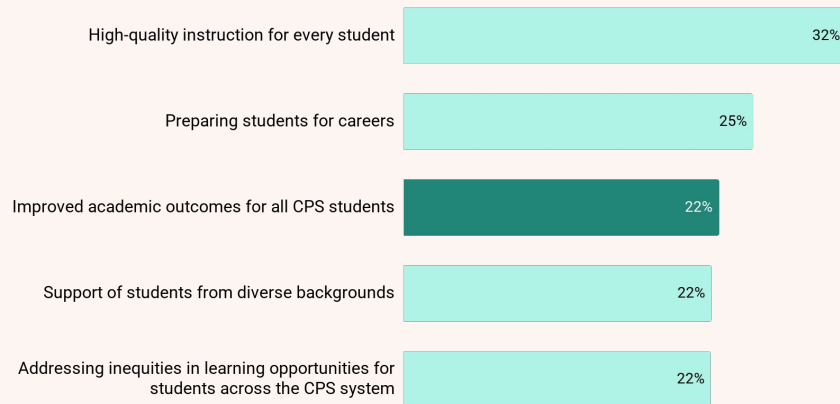 High-quality instruction for every student
32%
Preparing students for careers
25%
Improved academic outcomes for all CPS students
22%
Support of students from diverse backgrounds
22%
Addressing inequities in learning opportunities for
students across the CPS system
22%